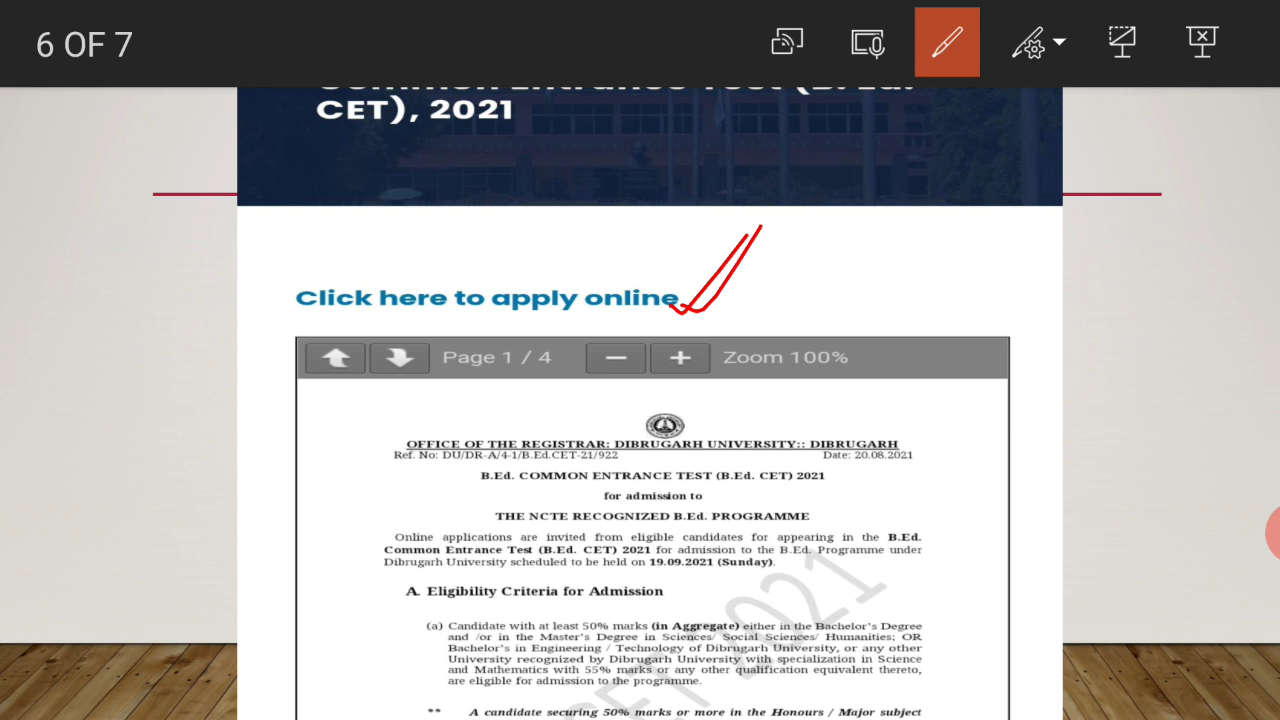 6 OF 7
Common Entrance Test (B. Ed.
CET), 2021
Click here to apply online
Page 1 / 4
Zoom 100%
OFFICE OF THE REGISTRAR: DIBRUGARH UNIVERSITY:: DIBRUGARH
Ref. No: DU/DR-A/4-1/B.Ed.CET-21/922 Date: 20.08.2021
B.Ed. COMMON ENTRANCE TEST (B.Ed. CET) 2021
for admission to
THE NCTE RECOGNIZED B.Ed. PROGRAMME
Online applications are invited from eligible candidates for appearing in the B.Ed.
Common Entrance Test (B.Ed. CET) 2021 for admission to the B.Ed. Programme under
Dibrugarh University scheduled to be held on 19.09.2021 (Sunday).
A. Eligibility Criteria for Admission
(a) Candidate with at least 50% marks (in Aggregate) either in the Bachelor's Degree
and /or in the Master's Degree in Sciences/ Social Sciences/ Humanities; OR
Bachelor's in Engineering / Technology of Dibrugarh University, or any other
University recognized by Dibrugarh University with specialization in Science
and Mathematics with 55% marks or any other qualification equivalent thereto,
are eligible for admission to the programme.
** A candidate securing 50% marks or more in the Honours / Major subject
CET 2021